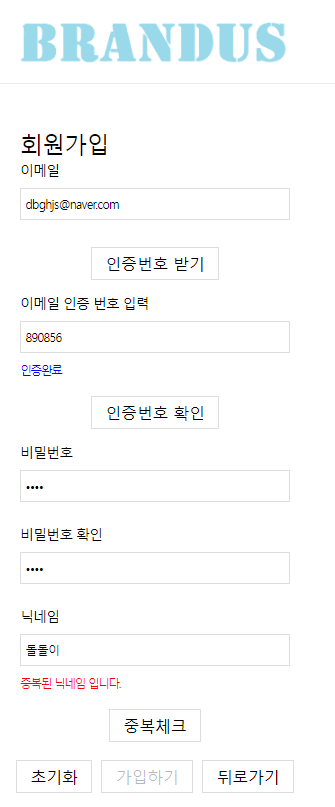 BRANDUS
회원가입
이메일
dbghjs@naver.com
인증번호 받기
이메일 인증 번호 입력
890856
인증완료
인증번호 확인
비밀번호
••••
비밀번호 확인
••••
닉네임
돌돌이
중복된 닉네임 입니다.
중복체크
초기화 가입하기 뒤로가기